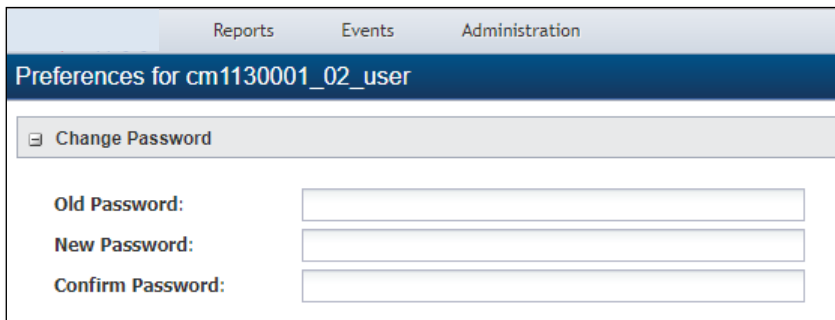 Reports Events Administration
Preferences for cm1130001_02_user
Change Password
Old Password:
New Password:
Confirm Password: